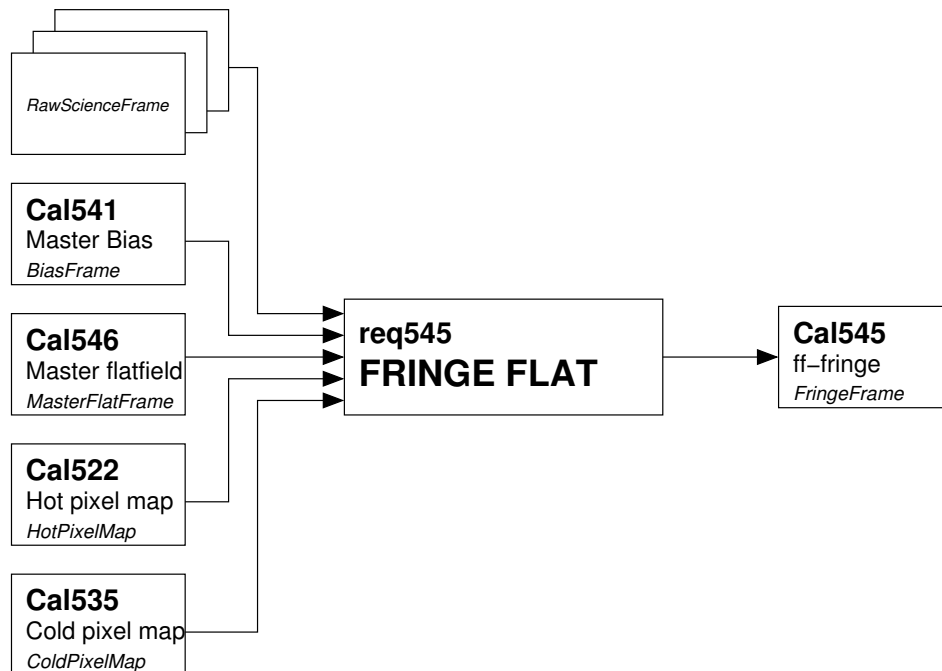 RawScienceFrame
Cal541
Master Bias
BiasFrame
Cal546
Master flatfield
MasterFlatFrame
Cal522
Hot pixel map
HotPixelMap
Cal535
Cold pixel map
ColdPixelMap
req545
FRINGE FLAT
Cal545
ff−fringe
FringeFrame